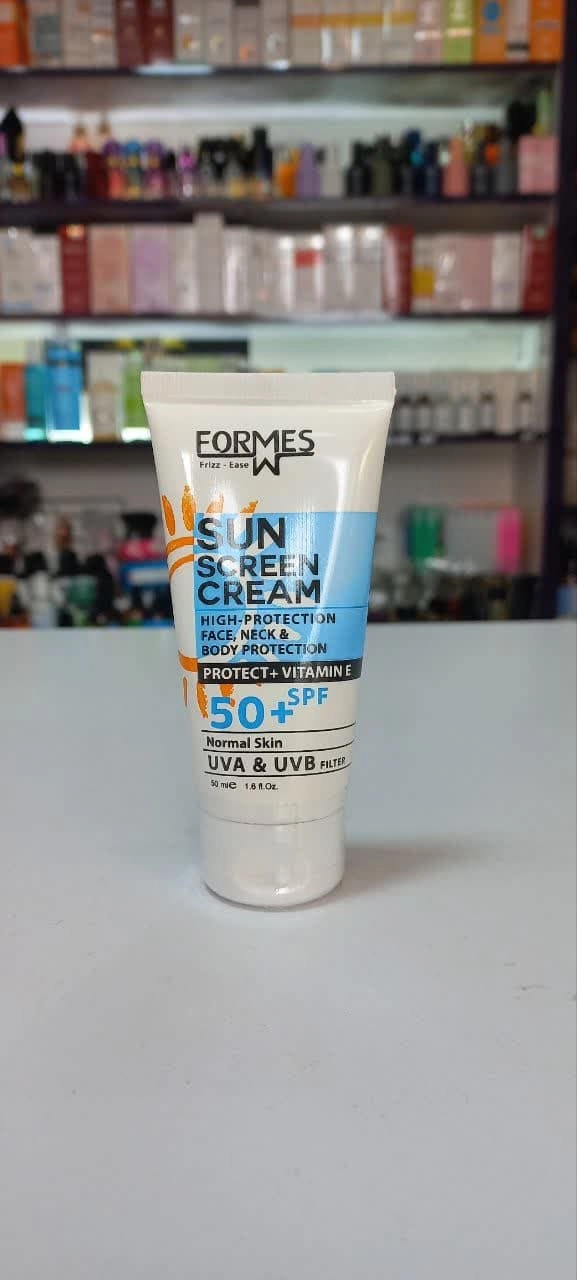 FORMES
Frizz - Ease
SUN
SCREEN
CREAM
HIGH-PROTECTION
FACE, NECK &
BODY PROTECTION
PROTECT+ VITAMIN E
50+SPF
Normal Skin
UVA & UVB FILTER
50 mle 1.6 fl.Oz.